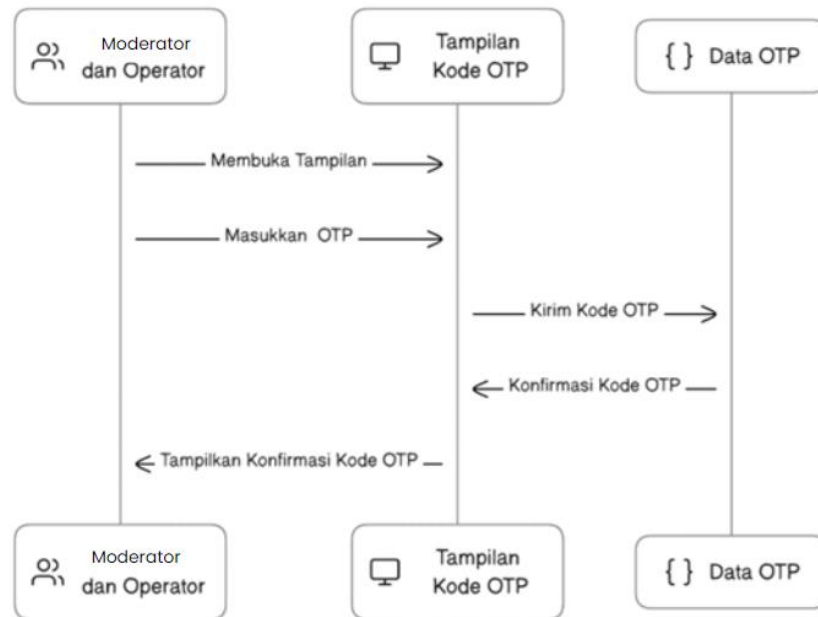 Moderator
dan Operator
Tampilan
Kode OTP
{ } Data OTP
Membuka Tampilan
Masukkan OTP
Kirim Kode OTP
Konfirmasi Kode OTP
Tampilkan Konfirmasi Kode OTP
Moderator
dan Operator
Tampilan
Kode OTP
{ } Data OTP